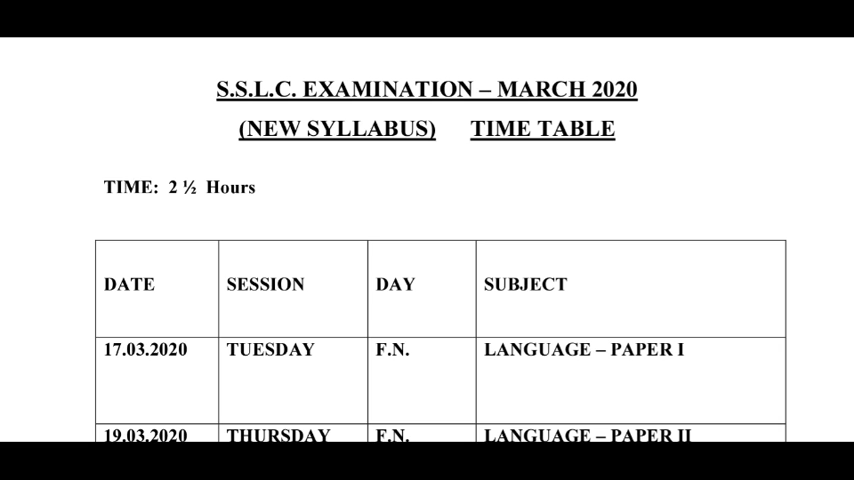 S.S.L.C. EXAMINATION – MARCH 2020
(NEW SYLLABUS) TIME TABLE
TIME: 2 ½ Hours
DATE SESSION DAY SUBJECT
17.03.2020 TUESDAY F.N. LANGUAGE – PAPER I
19.03.2020 THURSDAY F.N. LANGUAGE – PAPER II